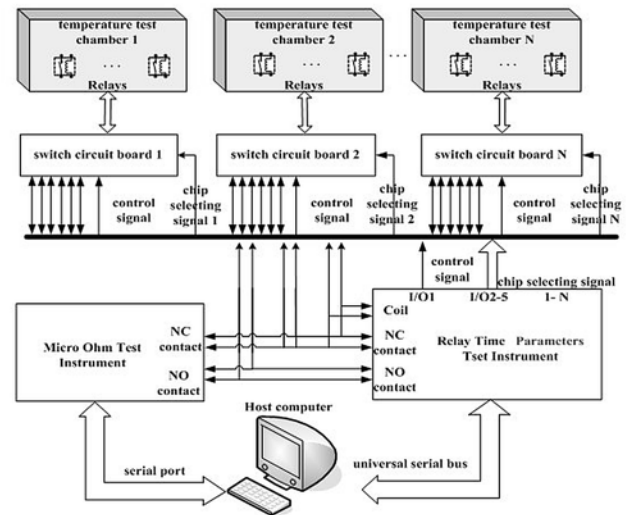 temperature test
chamber 1
...
Relays
temperature test
chamber 2
...
Relays
...
temperature test
chamber N
...
Relays
switch circuit board 1
switch circuit board 2
switch circuit board N
control
signal
chip
selecting
signal 1
control
signal
chip
selecting
signal 2
control
signal
chip
selecting
signal N
control
signal
chip selecting signal
I/O1
I/O2-5
1- N
Coil
Micro Ohm Test
Instrument
NC
contact
NO
contact
NC
contact
NO
contact
Relay Time Parameters
Tset Instrument
Host computer
serial port
universal serial bus